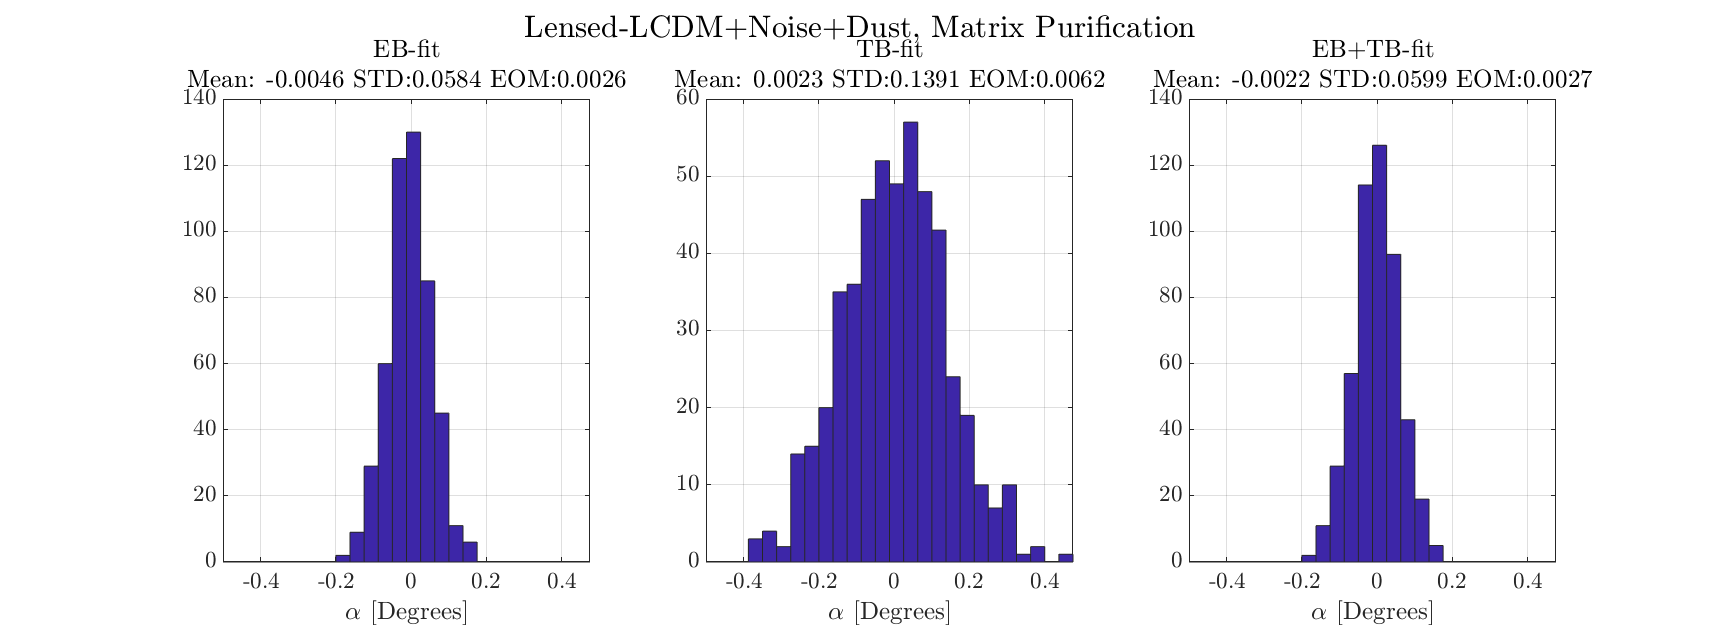 Lensed-LCDM+Noise+Dust, Matrix Purification
EB-fit
Mean: -0.0046 STD:0.0584 EOM:0.0026
140
120
100
80
60
40
20
0
-0.4 -0.2 0 0.2 0.4
α [Degrees]
TB-fit
Mean: 0.0023 STD:0.1391 EOM:0.0062
60
50
40
30
20
10
0
-0.4 -0.2 0 0.2 0.4
α [Degrees]
EB+TB-fit
Mean: -0.0022 STD:0.0599 EOM:0.0027
140
120
100
80
60
40
20
0
-0.4 -0.2 0 0.2 0.4
α [Degrees]